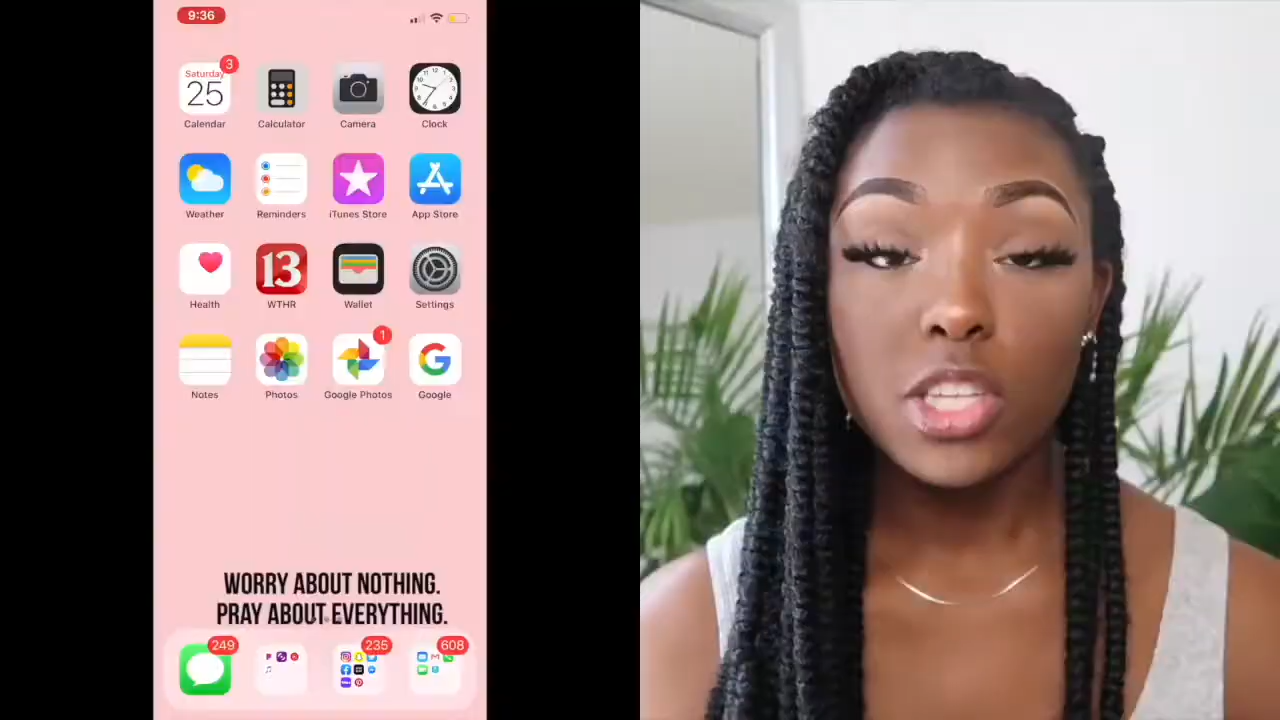 9:36
3
1
Saturday
25
Calendar
Calculator
Camera
Clock
Weather
Reminders
iTunes Store
App Store
13
Health
WTHR
Wallet
Settings
Notes
Photos
Google Photos
Google
WORRY ABOUT NOTHING.
PRAY ABOUT EVERYTHING.
249
235
608